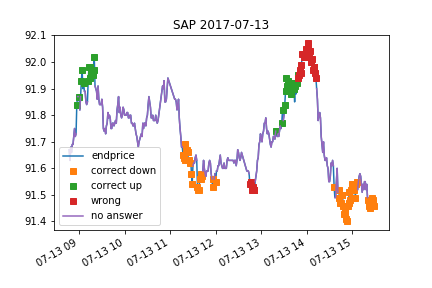 SAP 2017-07-13
92.1
92.0
91.9
91.8
91.7
91.6
91.5
91.4
endprice
correct down
correct up
wrong
no answer
07-13 09
07-13 10
07-13 11
07-13 12
07-13 13
07-13 14
07-13 15